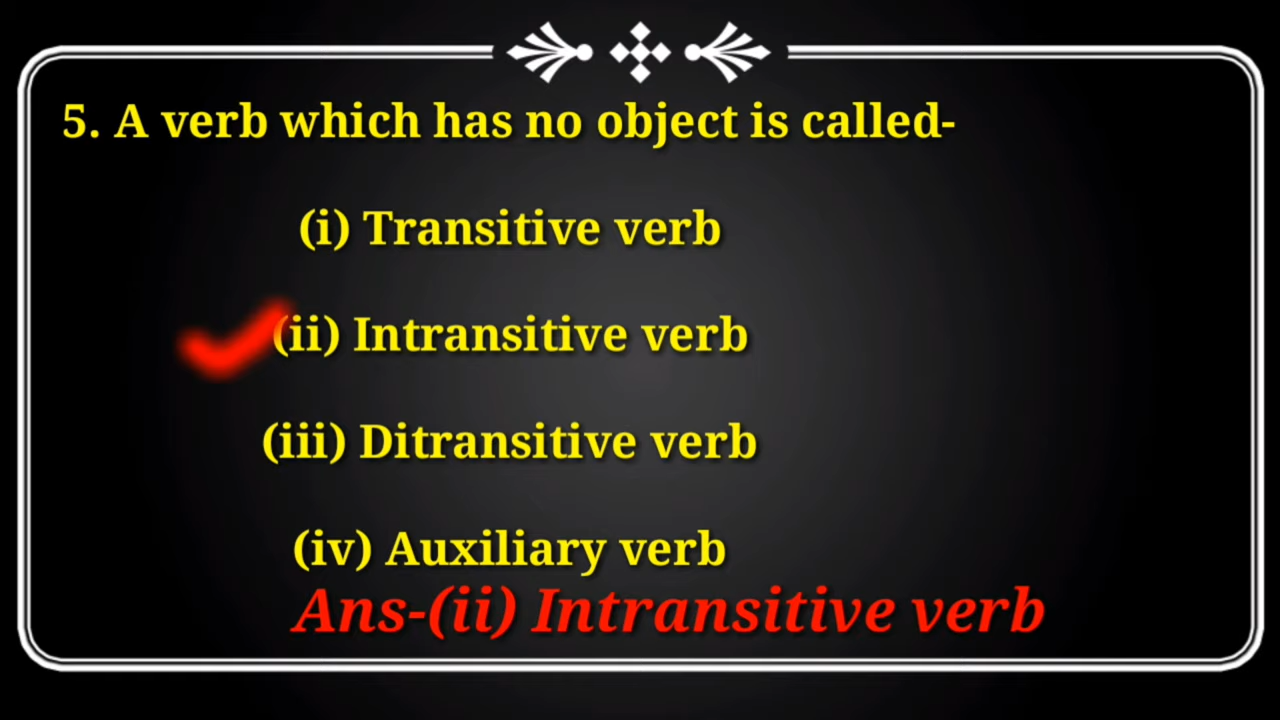 5. A verb which has no object is called-
(i) Transitive verb
(ii) Intransitive verb
(iii) Ditransitive verb
(iv) Auxiliary verb
Ans-(ii) Intransitive verb